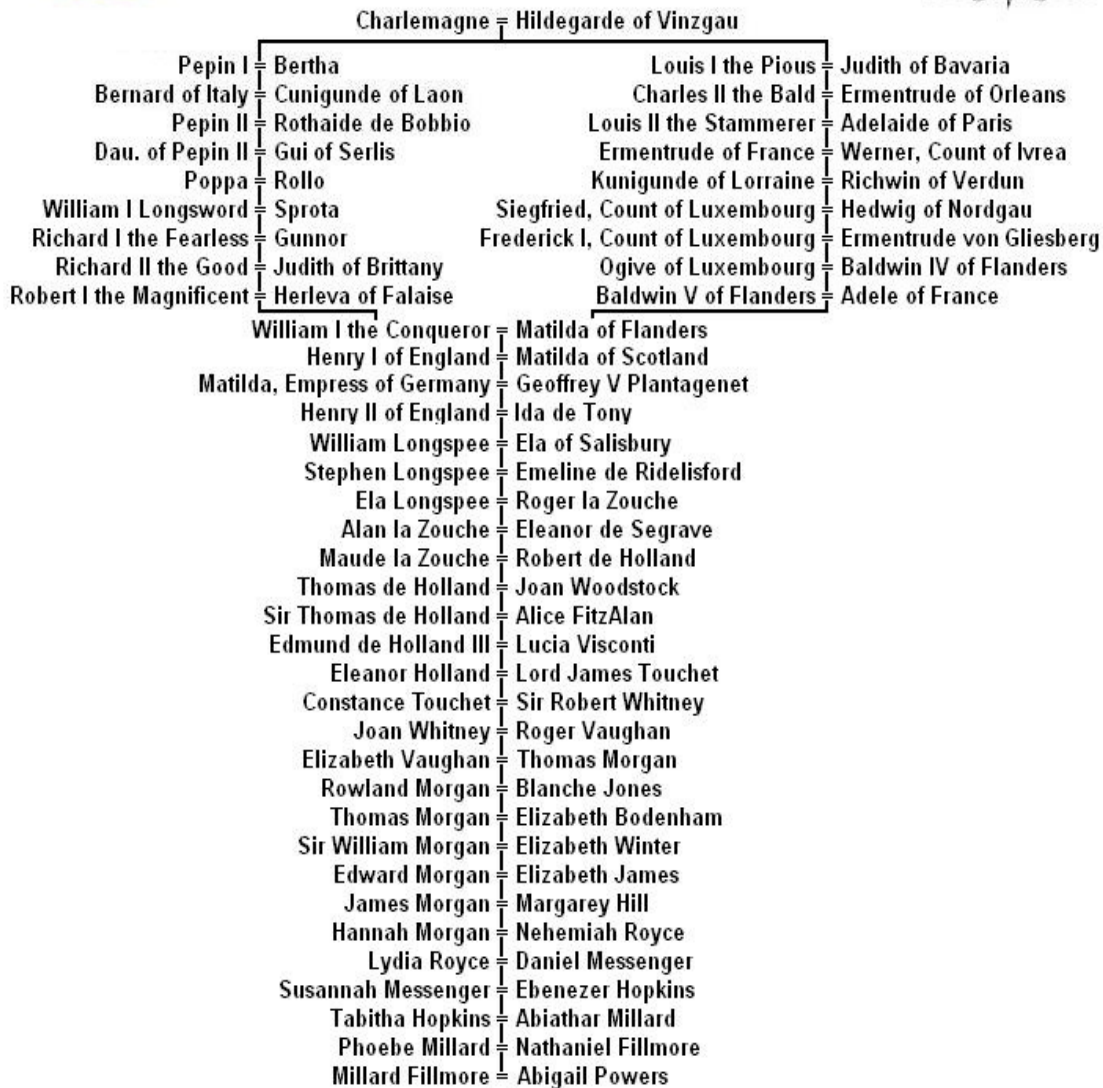 Charlemagne = Hildegarde of Vinzgau
Pepin I = Bertha
Bernard of Italy = Cunigunde of Laon
Pepin II = Rothaide de Bobbio
Dau. of Pepin II = Gui of Serlis
Poppa = Rollo
William I Longsword = Sprota
Richard I the Fearless = Gunnor
Richard II the Good = Judith of Brittany
Robert I the Magnificent = Herleva of Falaise
Louis I the Pious = Judith of Bavaria
Charles II the Bald = Ermentrude of Orleans
Louis II the Stammerer = Adelaide of Paris
Ermentrude of France = Werner, Count of Ivrea
Kunigunde of Lorraine = Richwin of Verdun
Siegfried, Count of Luxembourg = Hedwig of Nordgau
Frederick I, Count of Luxembourg = Ermentrude von Gliesberg
Ogive of Luxembourg = Baldwin IV of Flanders
Baldwin V of Flanders = Adele of France
William I the Conqueror = Matilda of Flanders
Henry I of England = Matilda of Scotland
Matilda, Empress of Germany = Geoffrey V Plantagenet
Henry II of England = Ida de Tony
William Longspee = Ela of Salisbury
Stephen Longspee = Emeline de Ridelisford
Ela Longspee = Roger la Zouche
Alan la Zouche = Eleanor de Segrave
Maude la Zouche = Robert de Holland
Thomas de Holland = Joan Woodstock
Sir Thomas de Holland = Alice FitzAlan
Edmund de Holland III = Lucia Visconti
Eleanor Holland = Lord James Touchet
Constance Touchet = Sir Robert Whitney
Joan Whitney = Roger Vaughan
Elizabeth Vaughan = Thomas Morgan
Rowland Morgan = Blanche Jones
Thomas Morgan = Elizabeth Bodenham
Sir William Morgan = Elizabeth Winter
Edward Morgan = Elizabeth James
James Morgan = Margarey Hill
Hannah Morgan = Nehemiah Royce
Lydia Royce = Daniel Messenger
Susannah Messenger = Ebenezer Hopkins
Tabitha Hopkins = Abiathar Millard
Phoebe Millard = Nathaniel Fillmore
Millard Fillmore = Abigail Powers